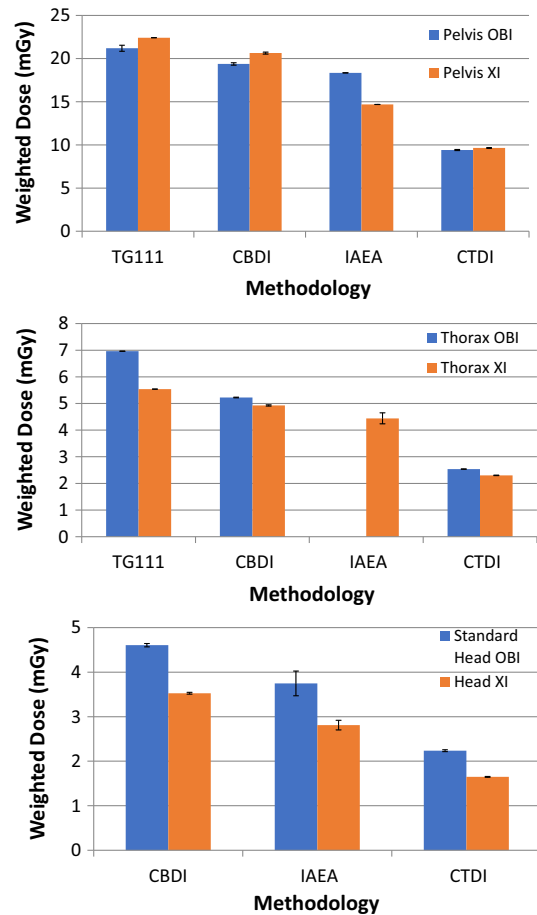 25
20
15
10
5
0
Weighted Dose (mGy)
Pelvis OBI
Pelvis XI
TG111 CBDI IAEA CTDI
Methodology
8
7
6
5
4
3
2
1
0
Weighted Dose (mGy)
Thorax OBI
Thorax XI
TG111 CBDI IAEA CTDI
Methodology
5
4
3
2
1
0
Weighted Dose (mGy)
Standard
Head OBI
Head XI
CBDI IAEA CTDI
Methodology